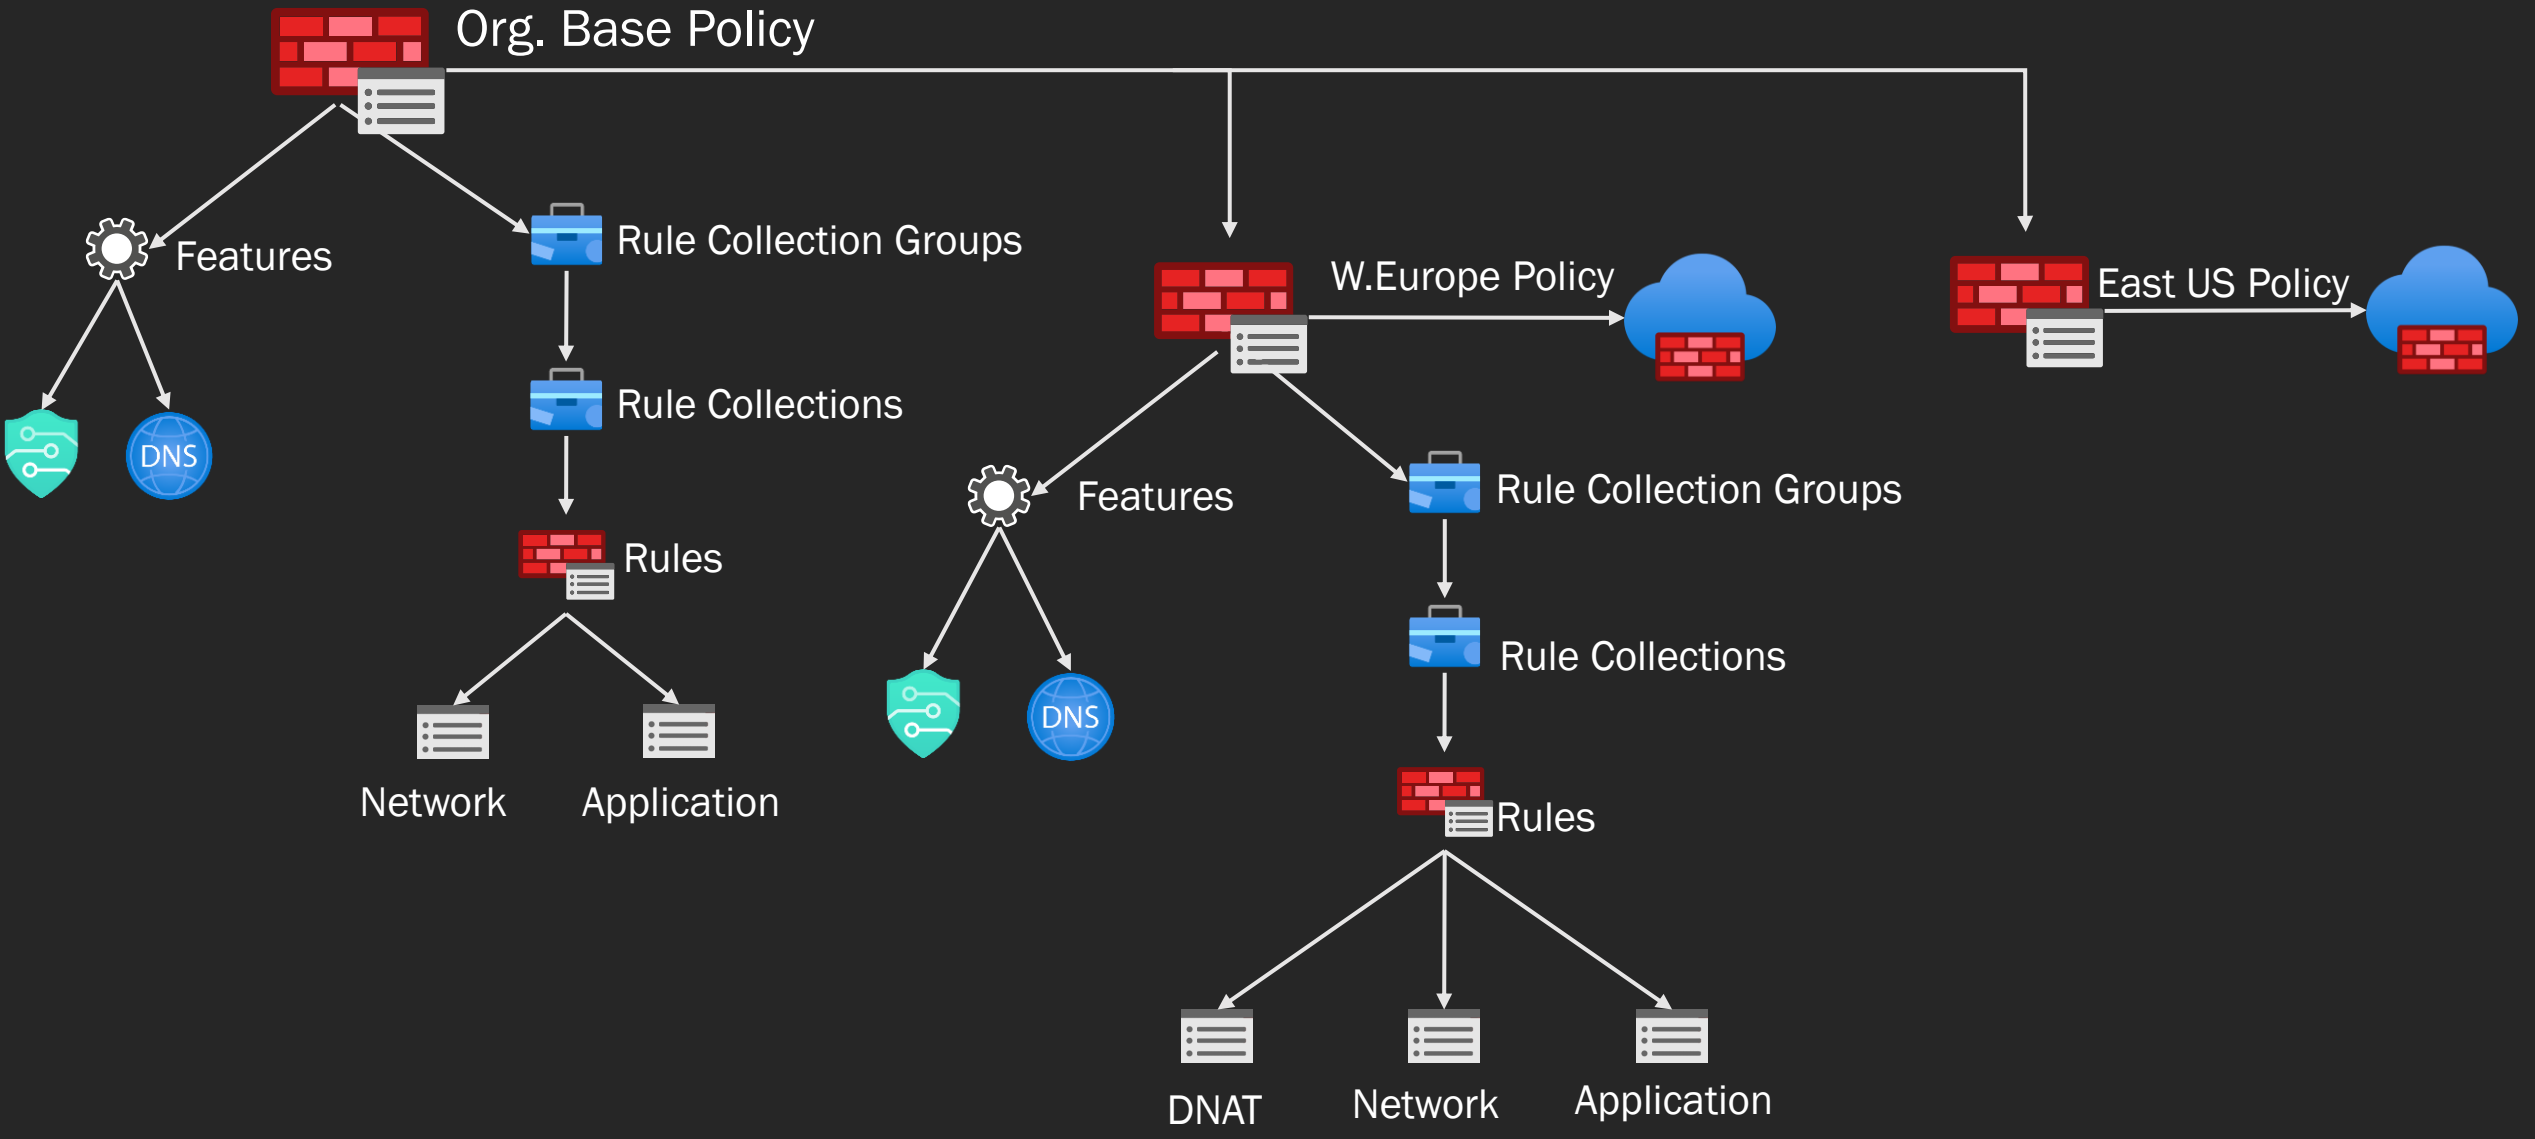 Org. Base Policy
Features
Rule Collection Groups
W.Europe Policy
East US Policy
Rule Collections
DNS
Features
Rule Collection Groups
Rules
Rule Collections
DNS
Network
Application
Rules
DNAT
Network
Application